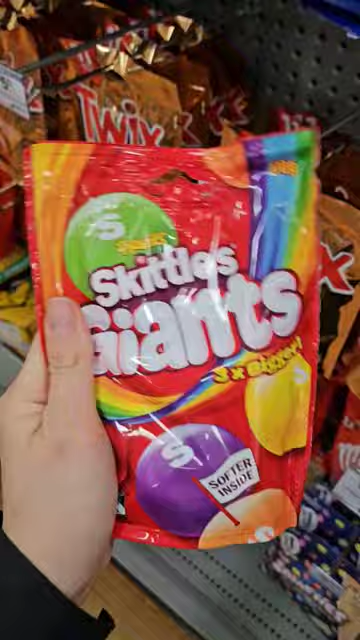 Twix
S
Skittles
Giants
3x Bigger!
S
SOFTER
INSIDE
S